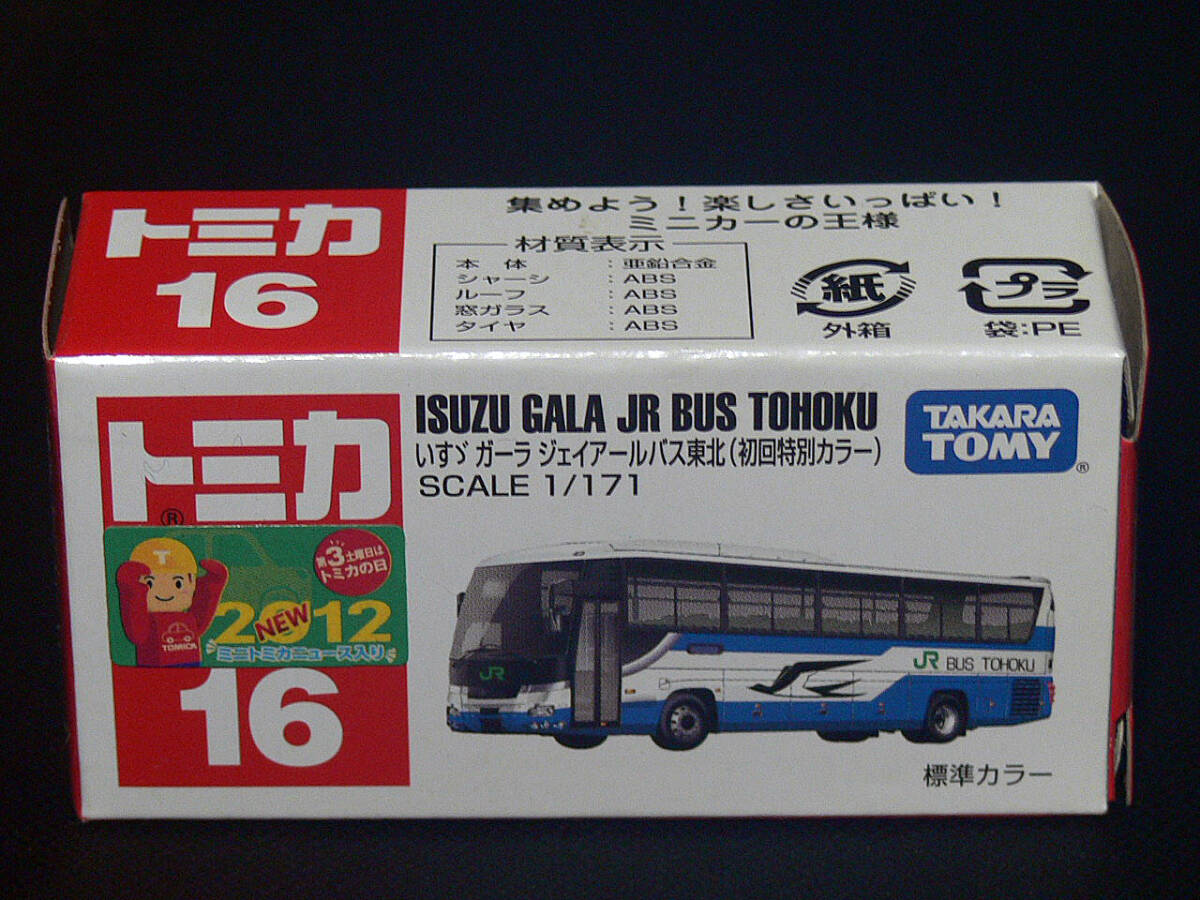 トミカ
16
集めよう！楽しさいっぱい！
ミニカーの王様
材質表示
本体：亜鉛合金
シャーシ：ABS
ルーフ：ABS
窓ガラス：ABS
タイヤ：ABS
紙
外箱
プラ
袋：PE
トミカ
®
ISUZU GALA JR BUS TOHOKU
いすゞ ガーラ ジェイアールバス東北（初回特別カラー）
SCALE 1/171
TAKARA
TOMY
®
T
第3土曜日は
トミカの日
2012
NEW
ミニトミカニュース入り
TOMICA
16
JR
JR BUS TOHOKU
標準カラー